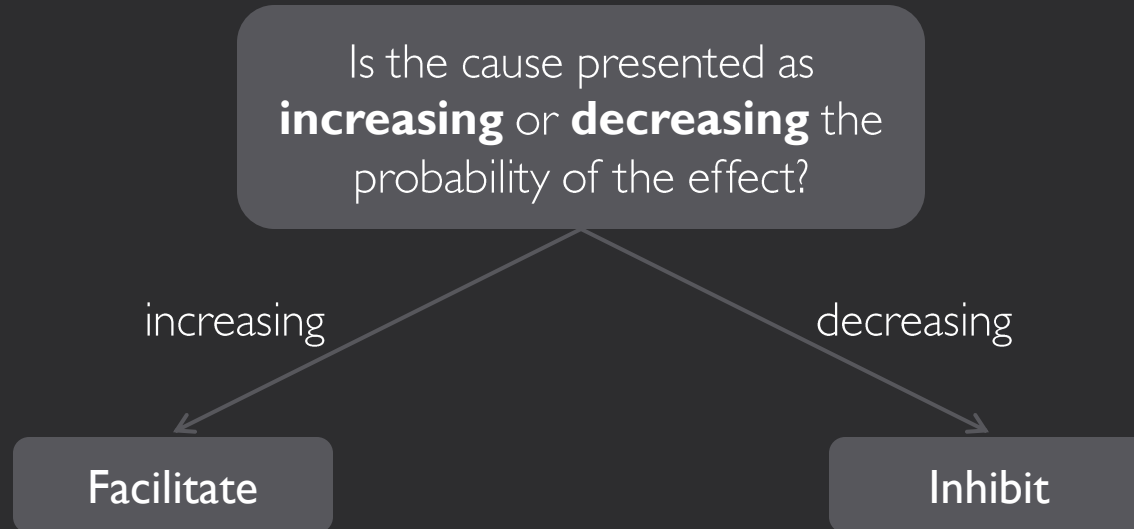 Is the cause presented as
increasing or decreasing the
probability of the effect?
increasing
decreasing
Facilitate
Inhibit